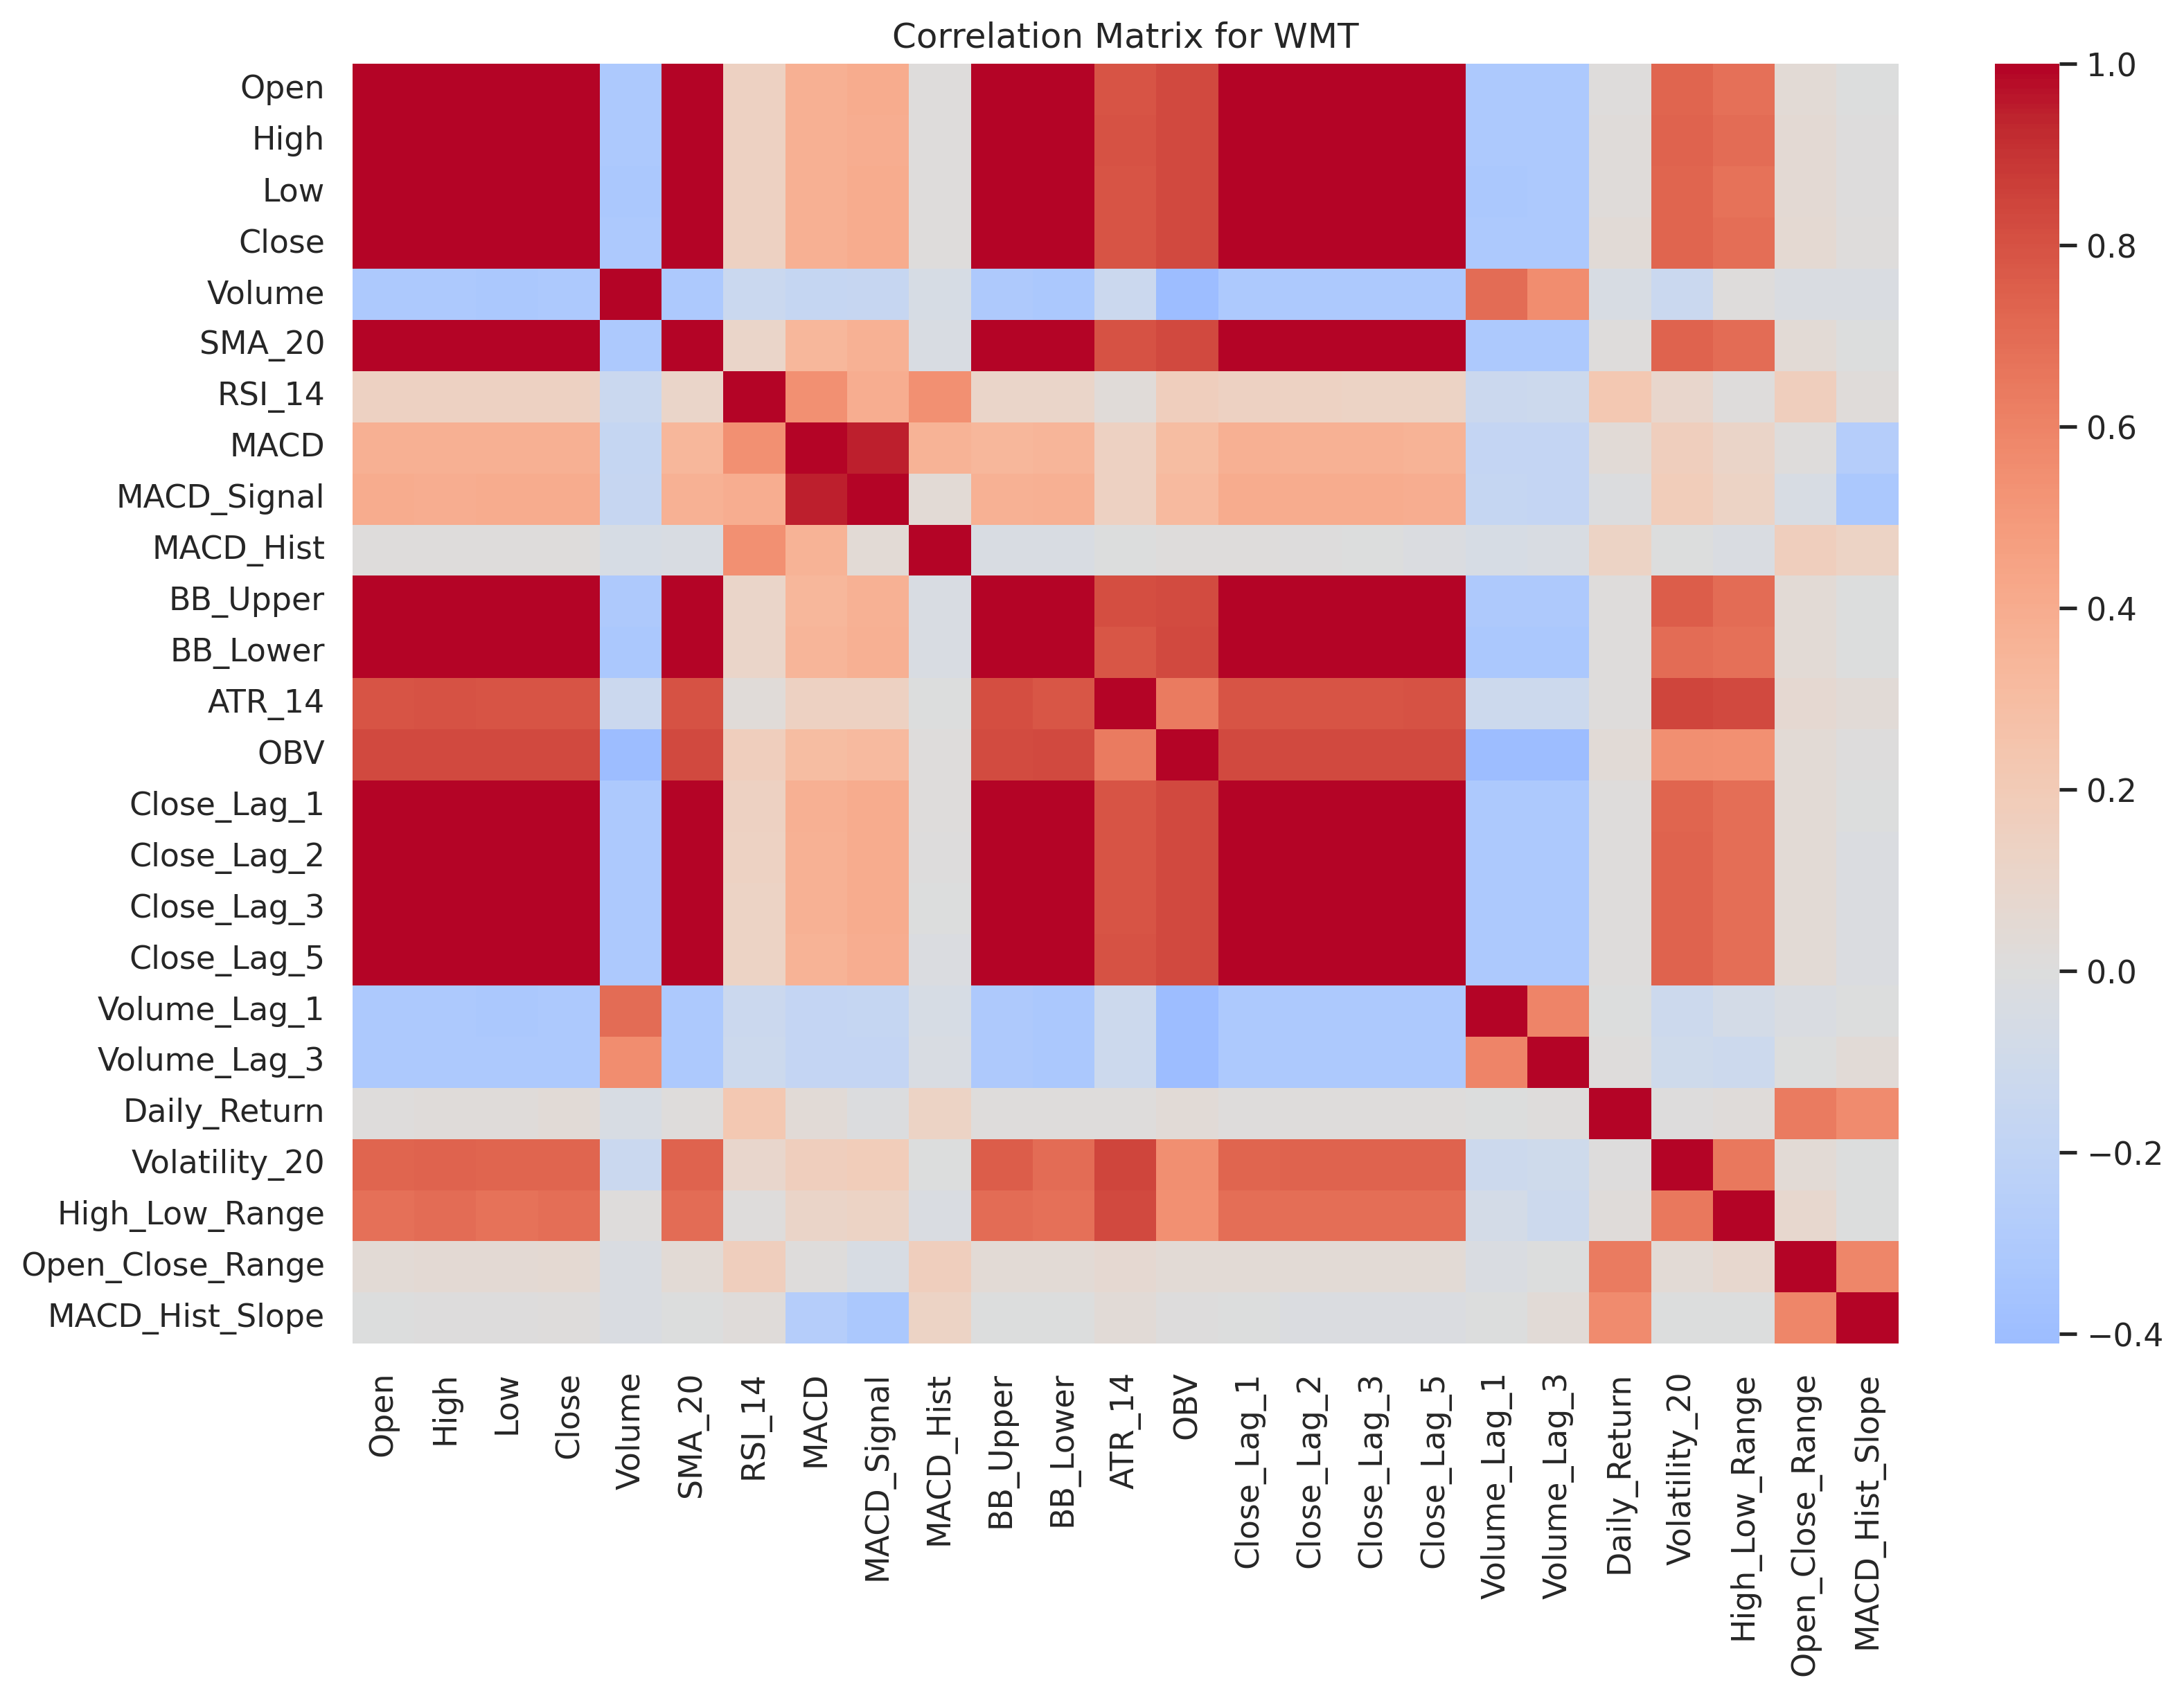 Correlation Matrix for WMT
Open
High
Low
Close
Volume
SMA_20
RSI_14
MACD
MACD_Signal
MACD_Hist
BB_Upper
BB_Lower
ATR_14
OBV
Close_Lag_1
Close_Lag_2
Close_Lag_3
Close_Lag_5
Volume_Lag_1
Volume_Lag_3
Daily_Return
Volatility_20
High_Low_Range
Open_Close_Range
MACD_Hist_Slope
Open
High
Low
Close
Volume
SMA_20
RSI_14
MACD
MACD_Signal
MACD_Hist
BB_Upper
BB_Lower
ATR_14
OBV
Close_Lag_1
Close_Lag_2
Close_Lag_3
Close_Lag_5
Volume_Lag_1
Volume_Lag_3
Daily_Return
Volatility_20
High_Low_Range
Open_Close_Range
MACD_Hist_Slope
1.0
0.8
0.6
0.4
0.2
0.0
−0.2
−0.4